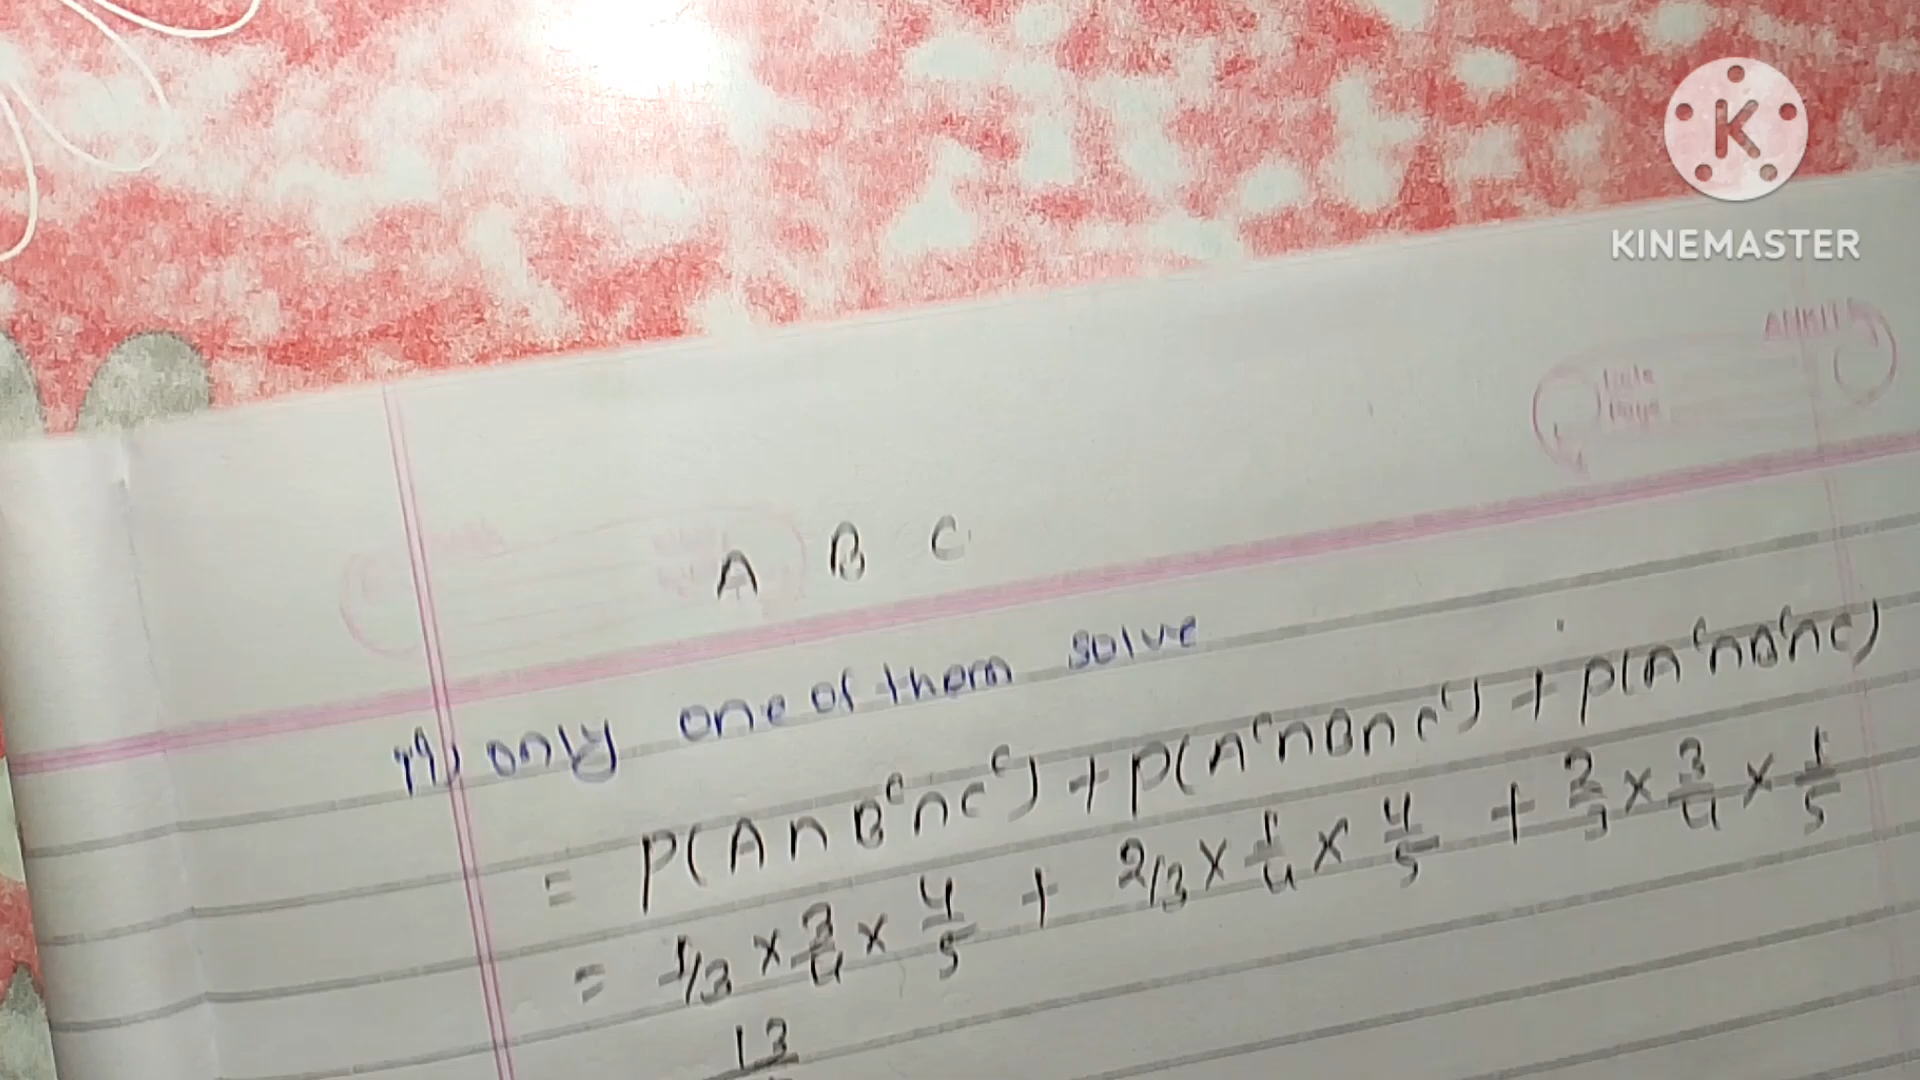 K
KINEMASTER
A B C
only one of them solve
= P(A∩B^c∩C^c) + P(A^c∩B∩C^c) + P(A^c∩B^c∩C)
= 1/3 × 3/4 × 4/5 + 2/3 × 1/4 × 4/5 + 2/3 × 3/4 × 1/5
13